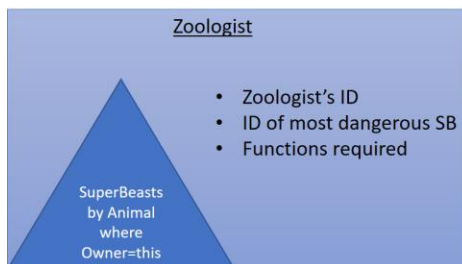 Zoologist
• Zoologist's ID
• ID of most dangerous SB
• Functions required
SuperBeasts
by Animal
where
Owner=this